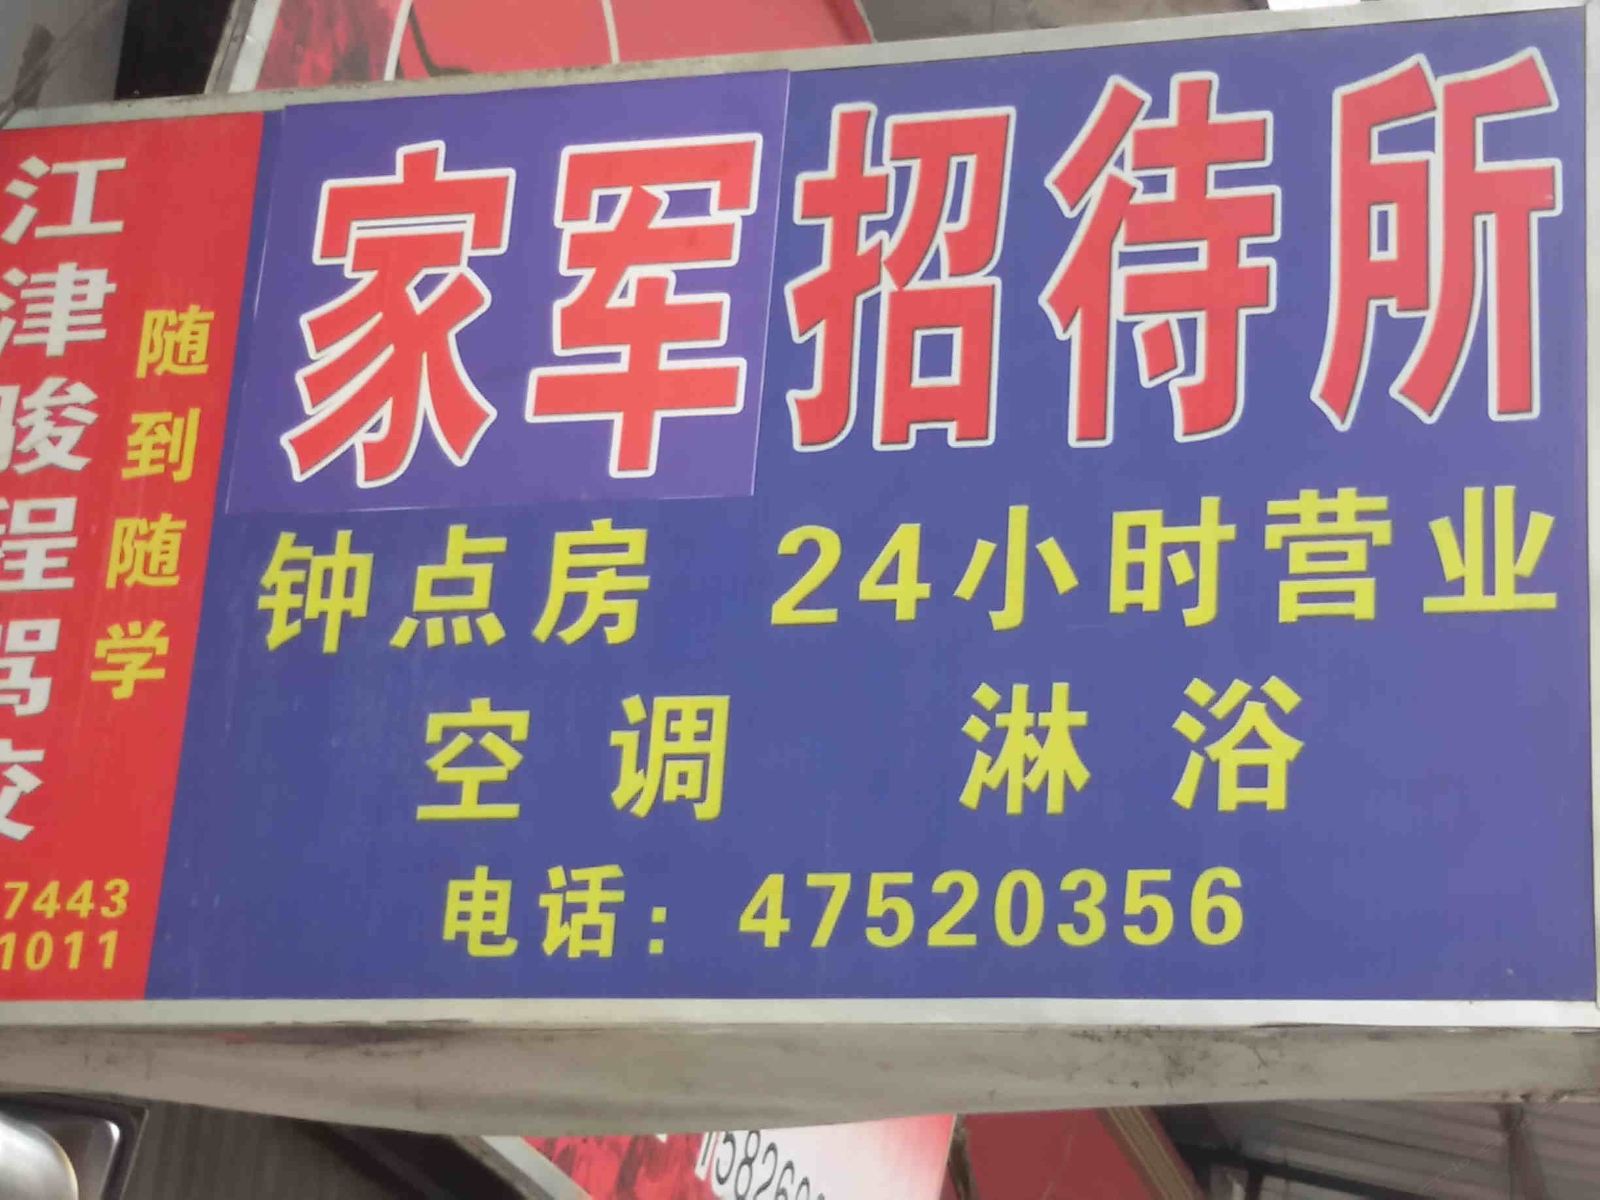 家军招待所
钟点房 24小时营业
空调 淋浴
电话：47520356
江津骏程驾校
随到随学
7443
1011